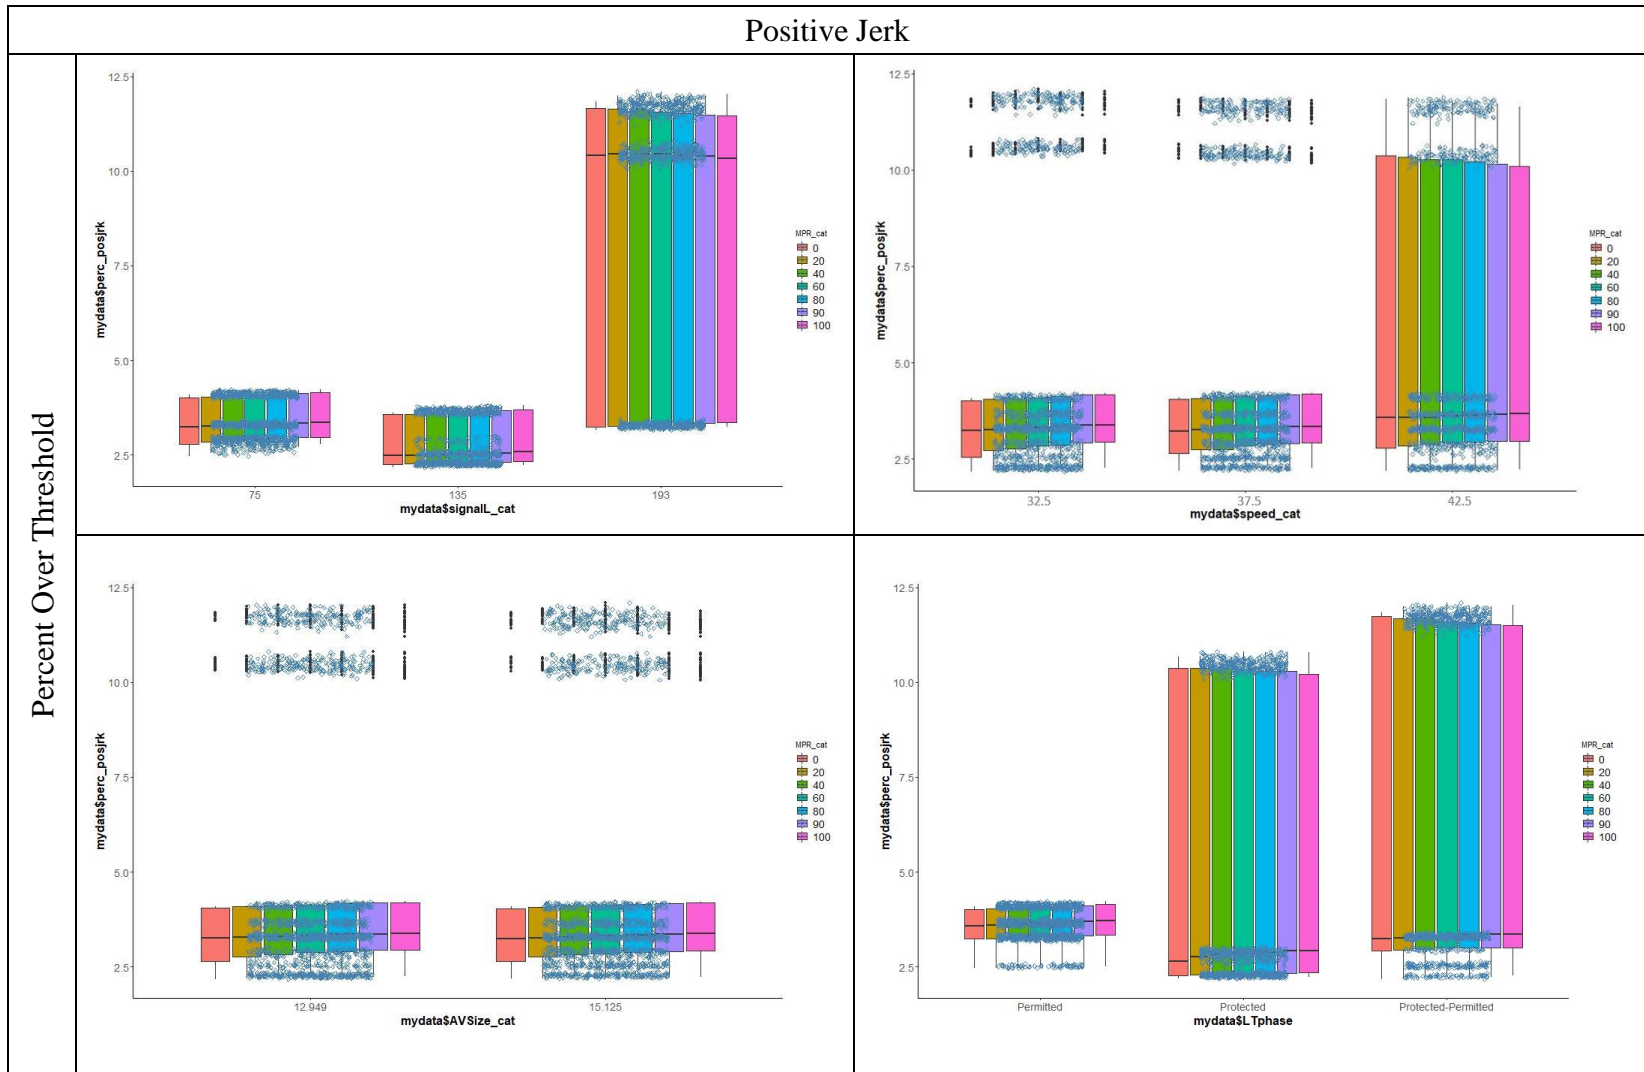 Positive Jerk
Percent Over Threshold
12.5
10.0
7.5
5.0
2.5
mydata$perc_posjrk
75 135 193
mydata$signalL_cat
MPR_cat
0
20
40
60
80
90
100
12.5
10.0
7.5
5.0
2.5
mydata$perc_posjrk
32.5 37.5 42.5
mydata$speed_cat
MPR_cat
0
20
40
60
80
90
100
12.5
10.0
7.5
5.0
2.5
mydata$perc_posjrk
12.949 15.125
mydata$AVSize_cat
MPR_cat
0
20
40
60
80
90
100
12.5
10.0
7.5
5.0
2.5
mydata$perc_posjrk
Permitted Protected Protected-Permitted
mydata$LTphase
MPR_cat
0
20
40
60
80
90
100